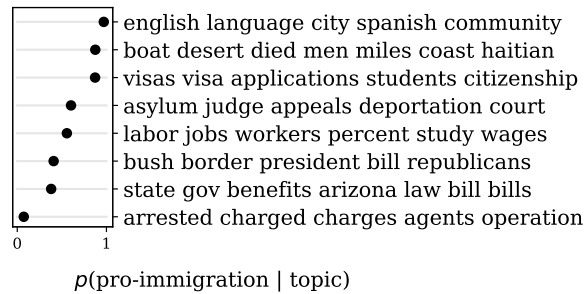 english language city spanish community
boat desert died men miles coast haitian
visas visa applications students citizenship
asylum judge appeals deportation court
labor jobs workers percent study wages
bush border president bill republicans
state gov benefits arizona law bill bills
arrested charged charges agents operation
0 1
p(pro-immigration | topic)